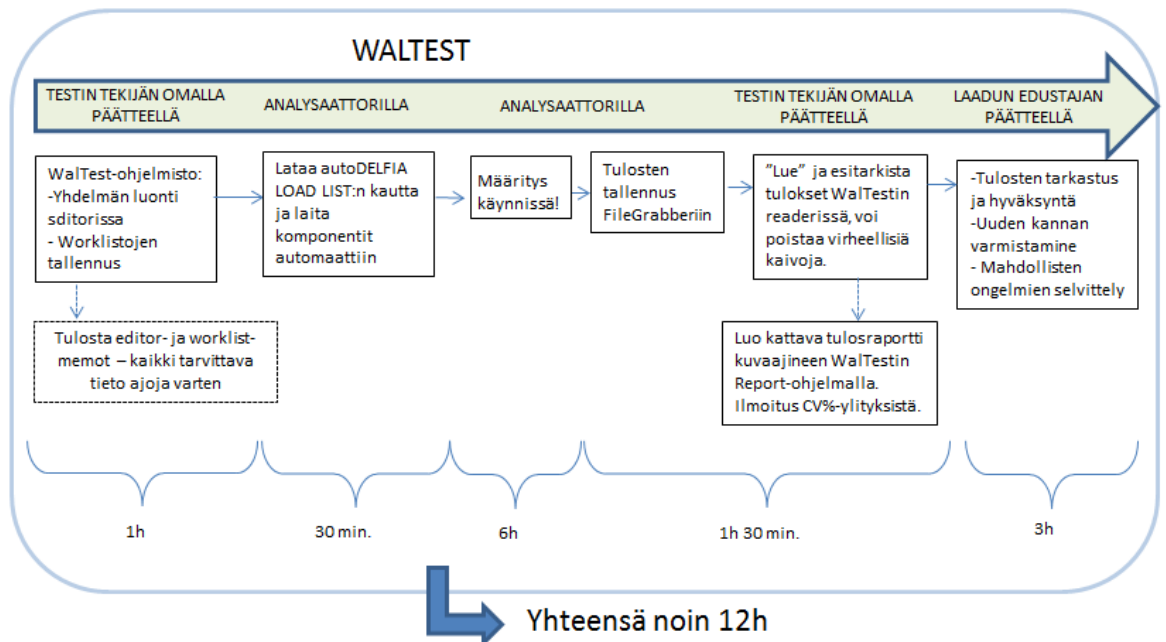 WALTEST
TESTIN TEKIJÄN OMALLA
PÄÄTTEELLÄ
ANALYSAATTORILLA
ANALYSAATTORILLA
TESTIN TEKIJÄN OMALLA
PÄÄTTEELLÄ
LAADUN EDUSTAJAN
PÄÄTTEELLÄ
WalTest-ohjelmisto:
-Yhdelmän luonti
sditorissa
- Worklistojen
tallennus
Lataa autoDELFIA
LOAD LIST:n kautta
ja laita
komponentit
automaattiin
Määritys
käynnissä!
Tulosten
tallennus
FileGrabberiin
"Lue" ja esitarkista
tulokset WalTestin
readerissä, voi
poistaa virheellisiä
kaivoja.
-Tulosten tarkastus
ja hyväksyntä
-Uuden kannan
varmistamine
- Mahdollisten
ongelmien selvittely
Tulosta editor- ja worklist-
memot – kaikki tarvittava
tieto ajoja varten
Luo kattava tulosraportti
kuvaajineen WalTestin
Report-ohjelmalla.
Ilmoitus CV%-ylityksistä.
1h
30 min.
6h
1h 30 min.
3h
Yhteensä noin 12h